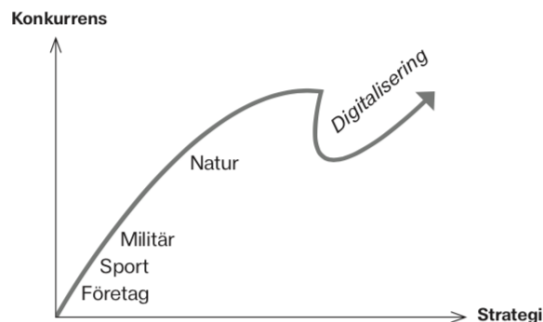 Konkurrens
Digitalisering
Natur
Militär
Sport
Företag
Strategi